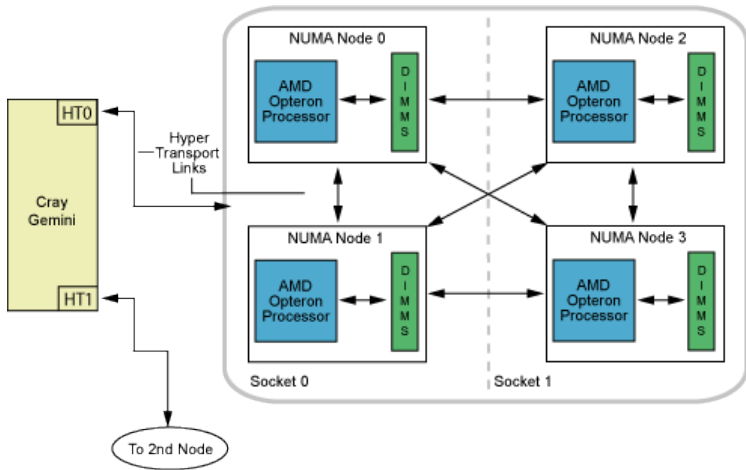 NUMA Node 0
AMD
Opteron
Processor
D
I
M
M
S
NUMA Node 2
AMD
Opteron
Processor
D
I
M
M
S
HT0
Cray
Gemini
HT1
Hyper
Transport
Links
NUMA Node 1
AMD
Opteron
Processor
D
I
M
M
S
NUMA Node 3
AMD
Opteron
Processor
D
I
M
M
S
Socket 0
Socket 1
To 2nd Node